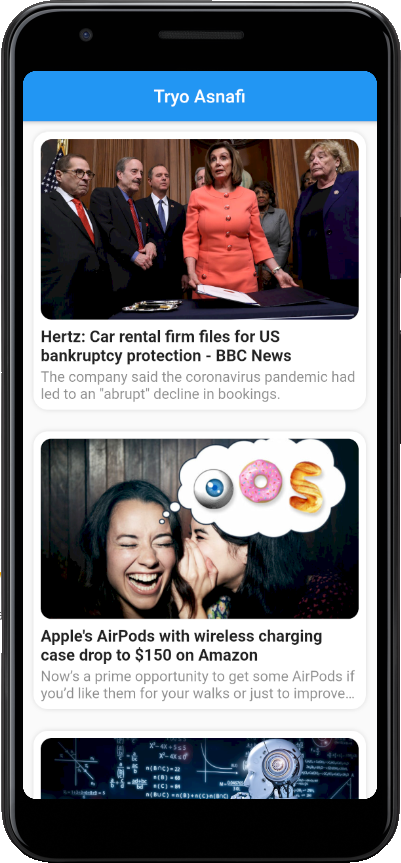 Tryo Asnafi
Hertz: Car rental firm files for US
bankruptcy protection - BBC News
The company said the coronavirus pandemic had
led to an "abrupt" decline in bookings.
Apple's AirPods with wireless charging
case drop to $150 on Amazon
Now's a prime opportunity to get some AirPods if
you'd like them for your walks or just to improve…